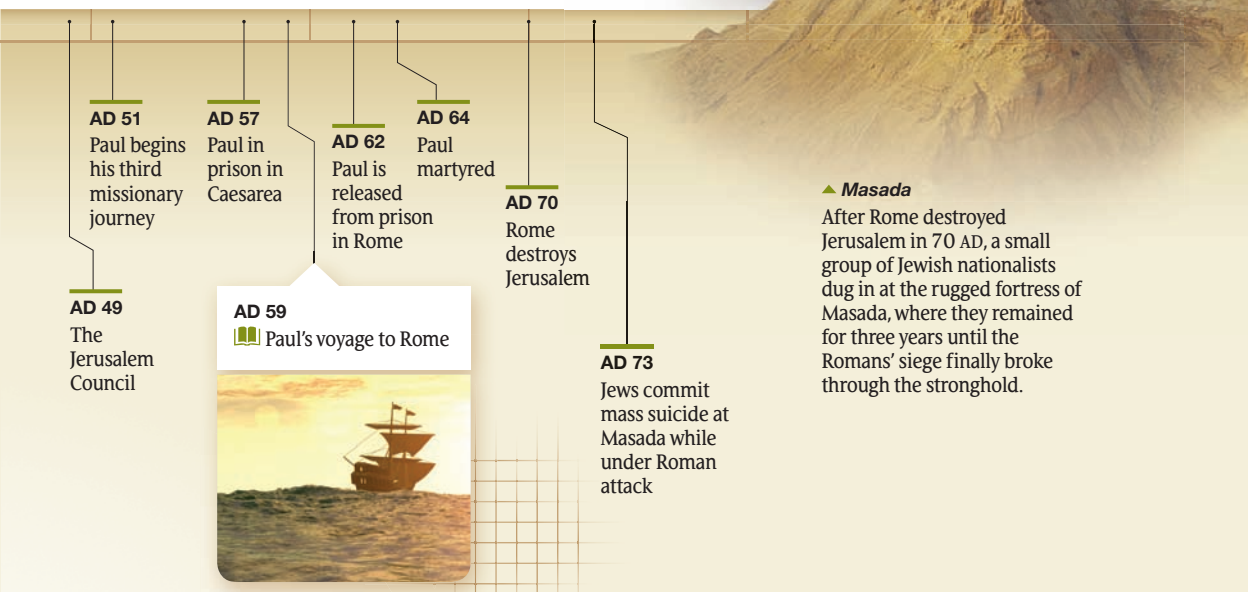 AD 51
Paul begins
his third
missionary
journey
AD 57
Paul in
prison in
Caesarea
AD 62
Paul is
released
from prison
in Rome
AD 64
Paul
martyred
AD 70
Rome
destroys
Jerusalem
AD 49
The
Jerusalem
Council
AD 59
Paul's voyage to Rome
AD 73
Jews commit
mass suicide at
Masada while
under Roman
attack
Masada
After Rome destroyed
Jerusalem in 70 AD, a small
group of Jewish nationalists
dug in at the rugged fortress of
Masada, where they remained
for three years until the
Romans' siege finally broke
through the stronghold.